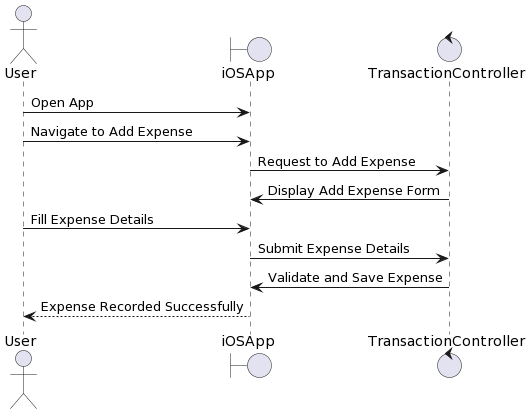 User
iOSApp
TransactionController
Open App
Navigate to Add Expense
Request to Add Expense
Display Add Expense Form
Fill Expense Details
Submit Expense Details
Validate and Save Expense
Expense Recorded Successfully
User
iOSApp
TransactionController